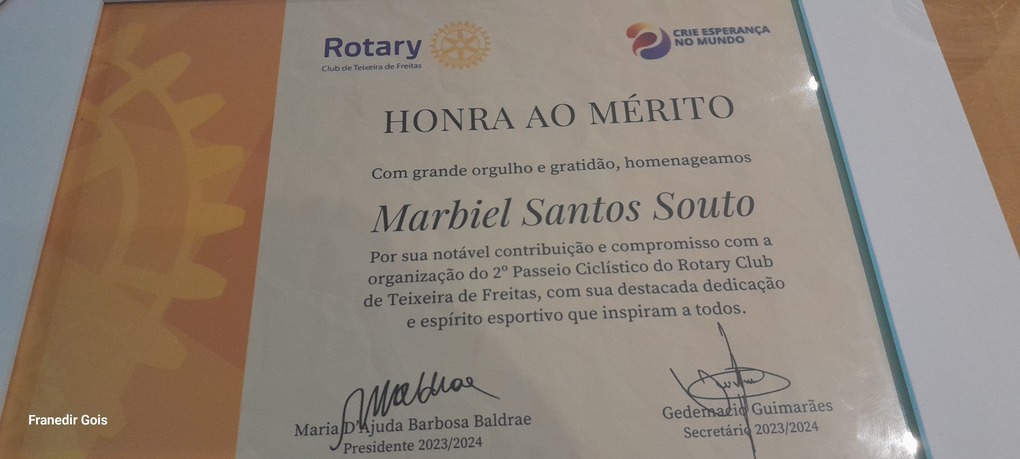 Rotary
Club de Teixeira de Freitas
CRIE ESPERANÇA
NO MUNDO
HONRA AO MÉRITO
Com grande orgulho e gratidão, homenageamos
Marbiel Santos Souto
Por sua notável contribuição e compromisso com a
organização do 2º Passeio Ciclístico do Rotary Club
de Teixeira de Freitas, com sua destacada dedicação
e espírito esportivo que inspiram a todos.
Maria D'Ajuda Barbosa Baldrae
Presidente 2023/2024
Gedemacio Guimarães
Secretário 2023/2024
Franedir Gois